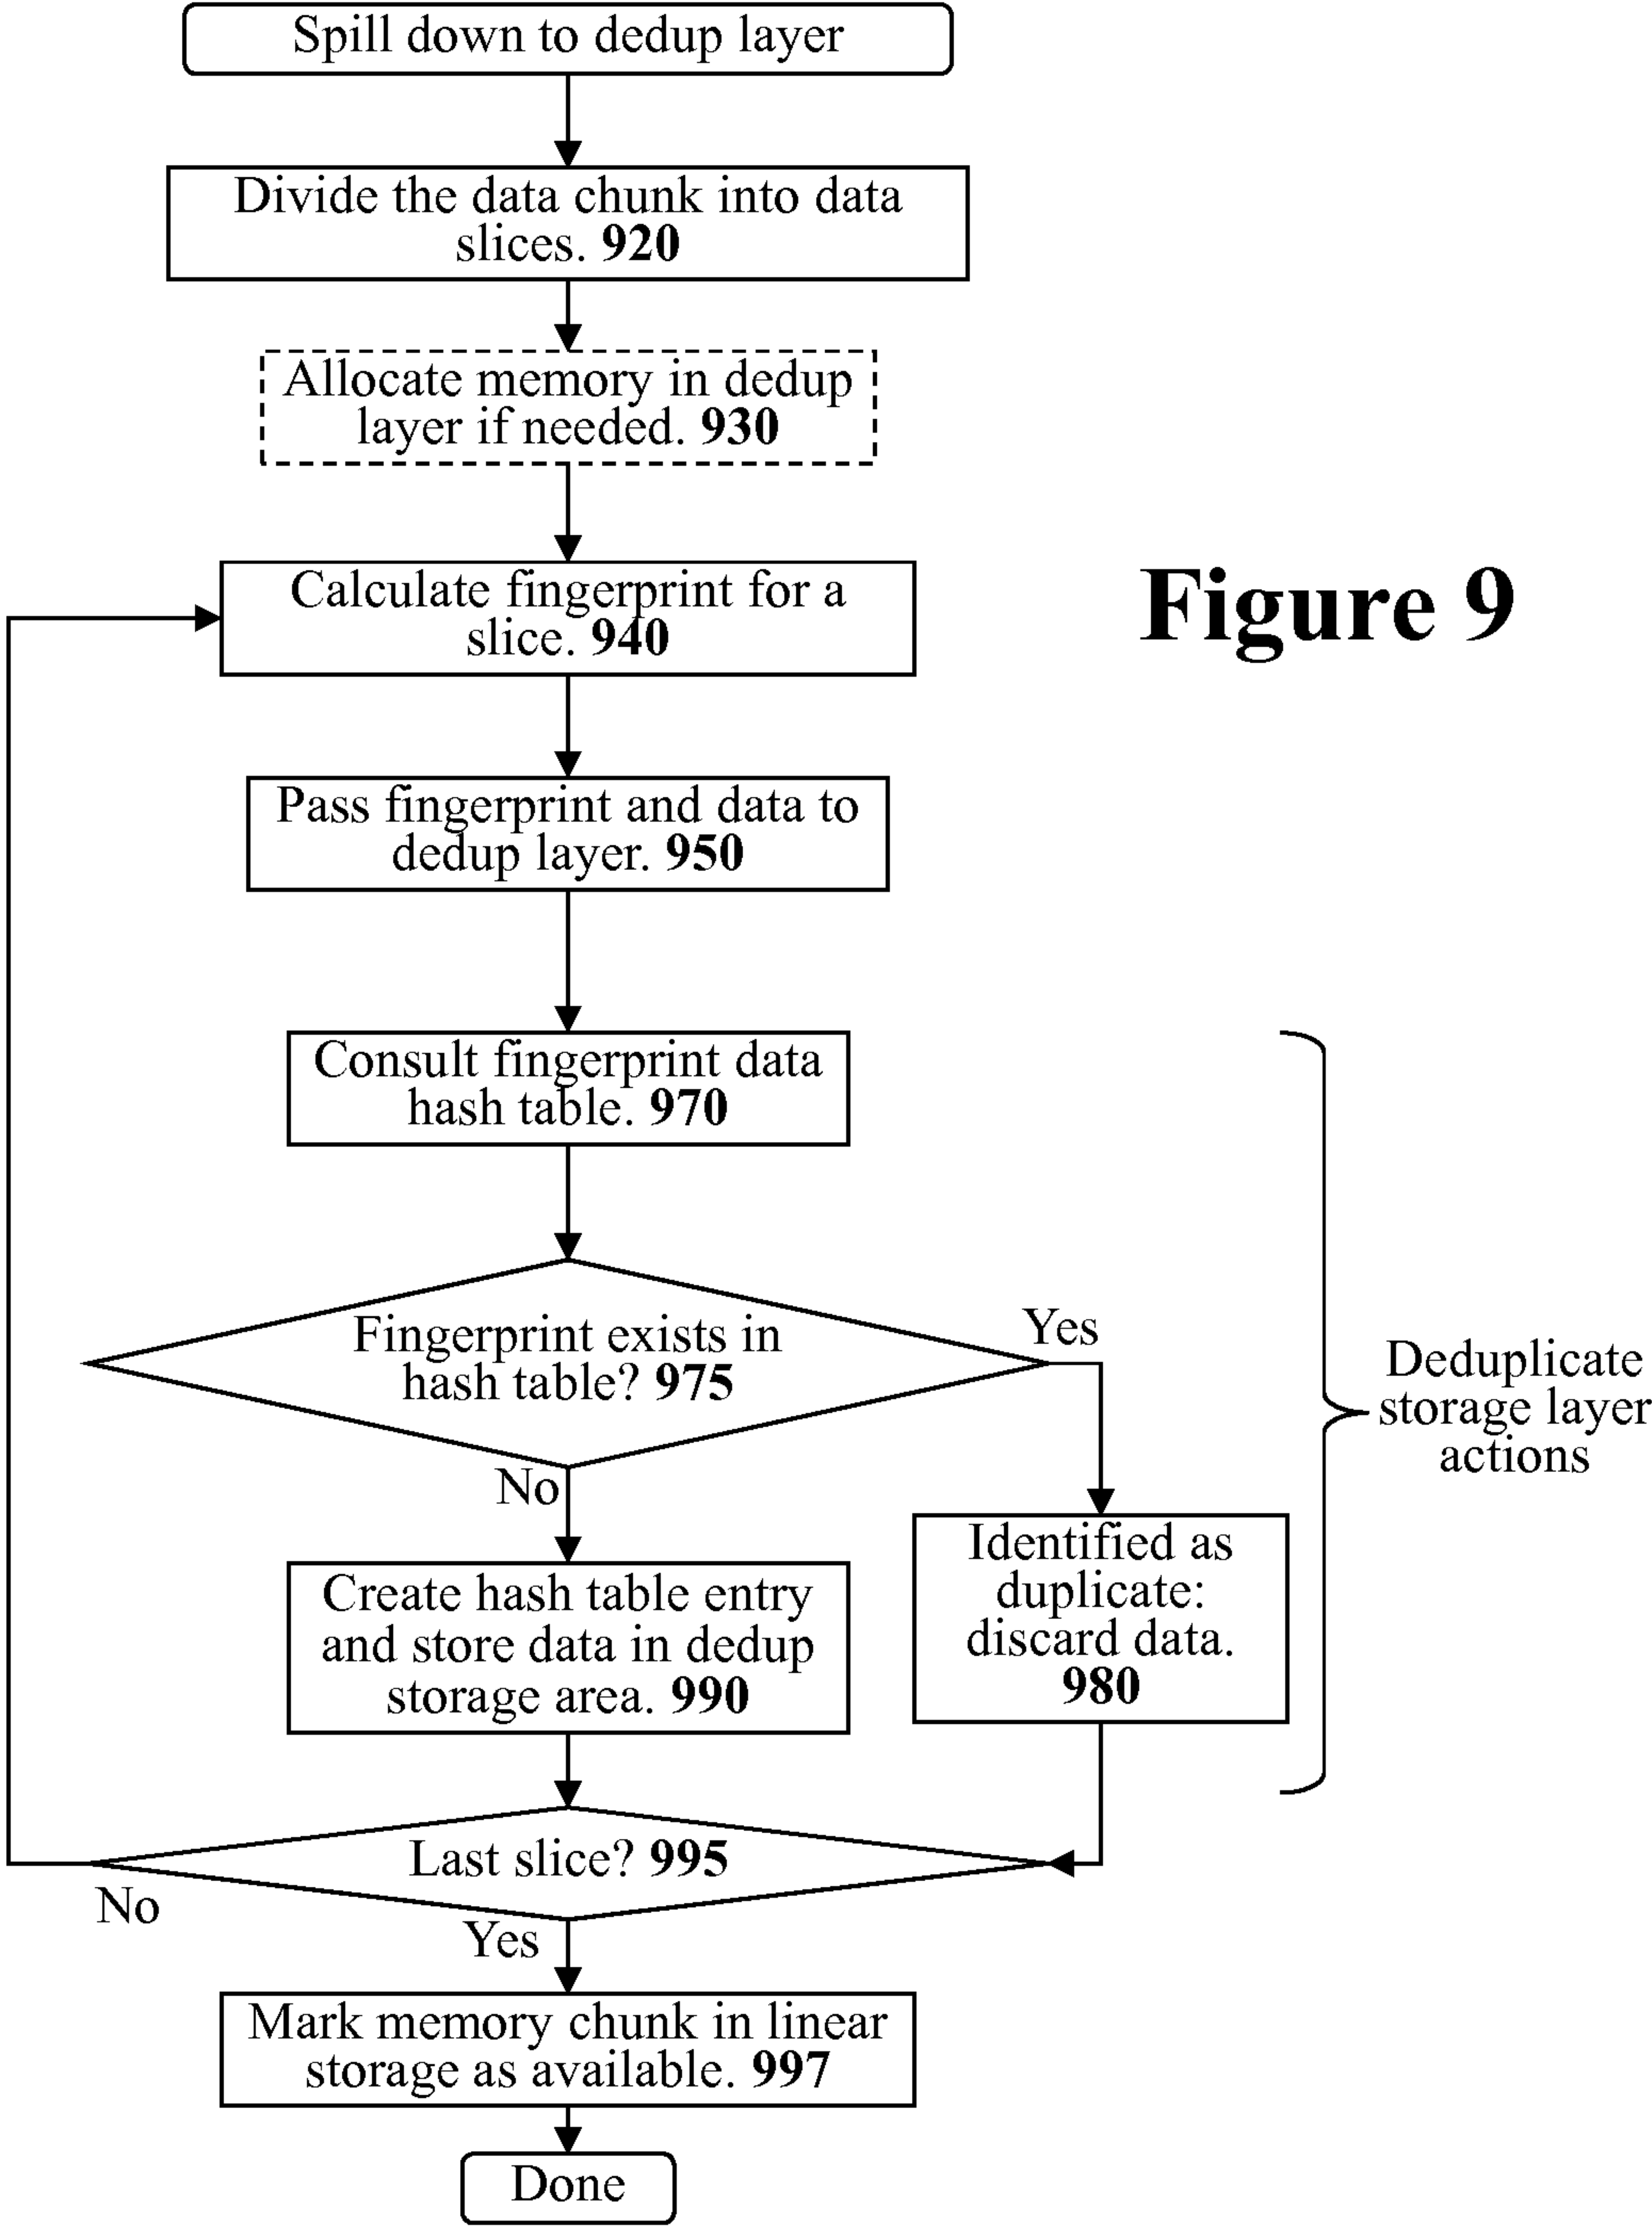 Spill down to dedup layer
Divide the data chunk into data
slices. 920
Allocate memory in dedup
layer if needed. 930
Calculate fingerprint for a
slice. 940
Figure 9
Pass fingerprint and data to
dedup layer. 950
Consult fingerprint data
hash table. 970
Fingerprint exists in
hash table? 975
Yes
No
Deduplicate
storage layer
actions
Identified as
duplicate:
discard data.
980
Create hash table entry
and store data in dedup
storage area. 990
Last slice? 995
No
Yes
Mark memory chunk in linear
storage as available. 997
Done